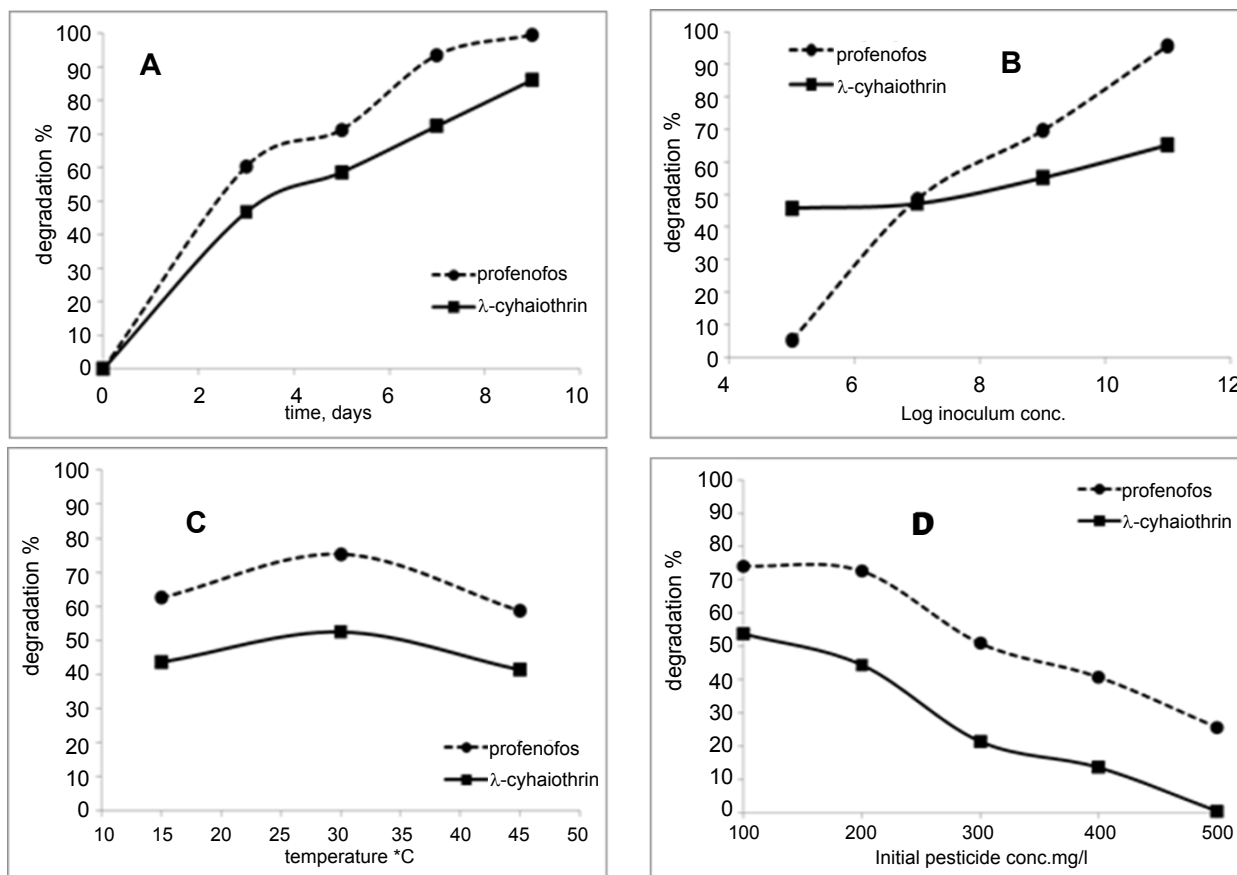 100
90
80
70
60
50
40
30
20
10
0
degradation %
A
profenofos
λ-cyhaiothrin
0 2 4 6 8 10
time, days
100
90
80
70
60
50
40
30
20
10
0
degradation %
profenofos
λ-cyhaiothrin
B
4 6 8 10 12
Log inoculum conc.
100
90
80
70
60
50
40
30
20
10
0
degradation %
C
profenofos
λ-cyhaiothrin
10 15 20 25 30 35 40 45 50
temperature *C
100
90
80
70
60
50
40
30
20
10
0
degradation %
profenofos
λ-cyhaiothrin
D
100 200 300 400 500
Initial pesticide conc.mg/l